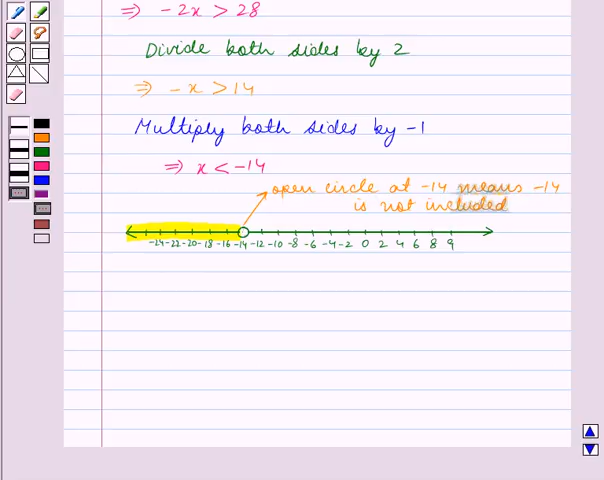 ⇒ -2x > 28
Divide both sides by 2
⇒ -x > 14
Multiply both sides by -1
⇒ x < -14
open circle at -14 means -14
is not included
-24 -22 -20 -18 -16 -14 -12 -10 -8 -6 -4 -2 0 2 4 6 8 9